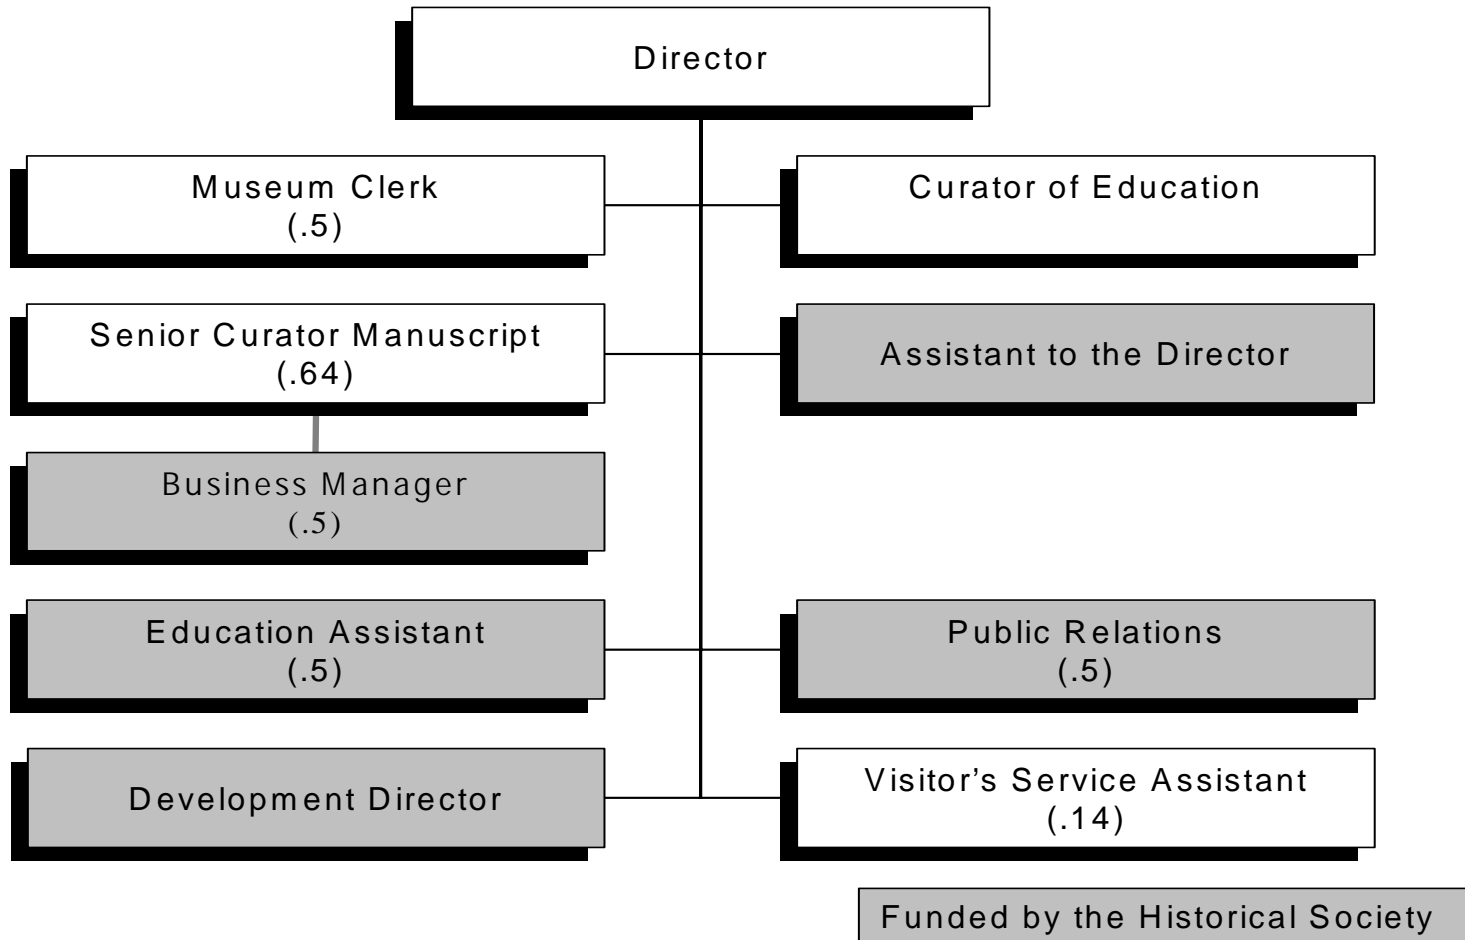 Director
Museum Clerk
(.5)
Curator of Education
Senior Curator Manuscript
(.64)
Assistant to the Director
Business Manager
(.5)
Education Assistant
(.5)
Public Relations
(.5)
Development Director
Visitor’s Service Assistant
(.14)
Funded by the Historical Society